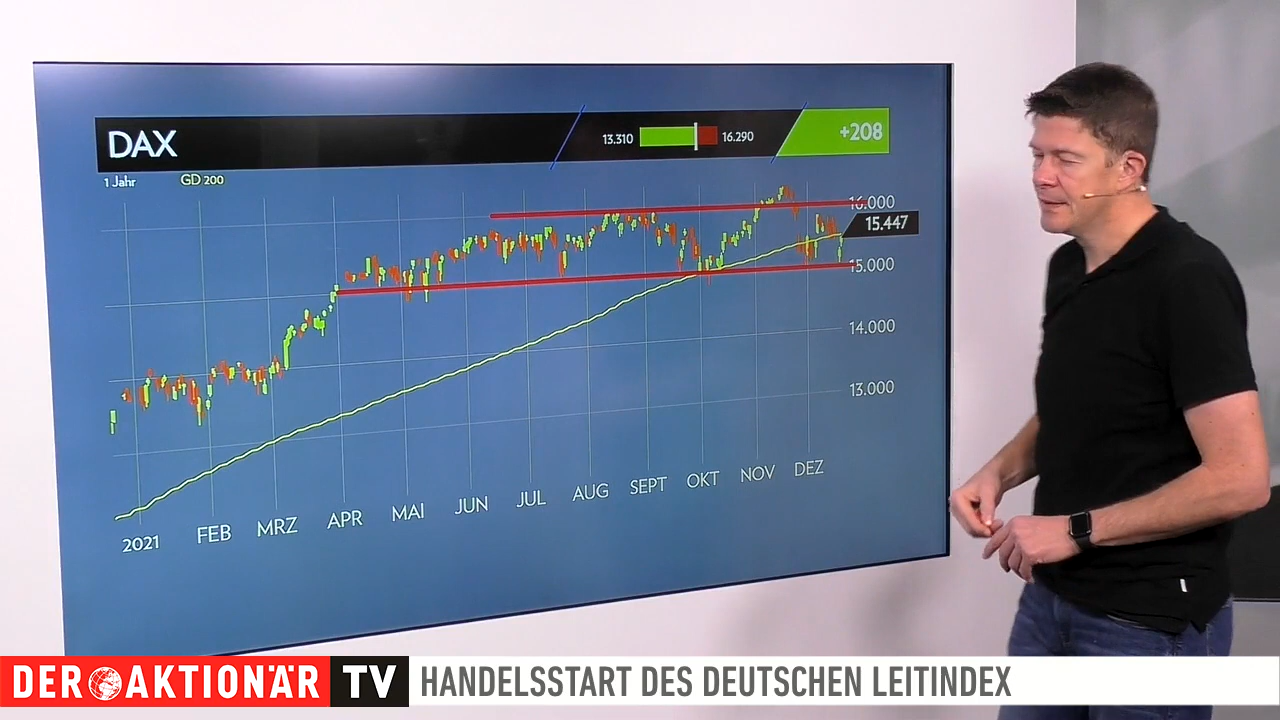 DAX
13.310
16.290
+208
1 Jahr
GD 200
16.000
15.447
15.000
14.000
13.000
2021 FEB MRZ APR MAI JUN JUL AUG SEPT OKT NOV DEZ
DER AKTIONÄR TV
HANDELSSTART DES DEUTSCHEN LEITINDEX